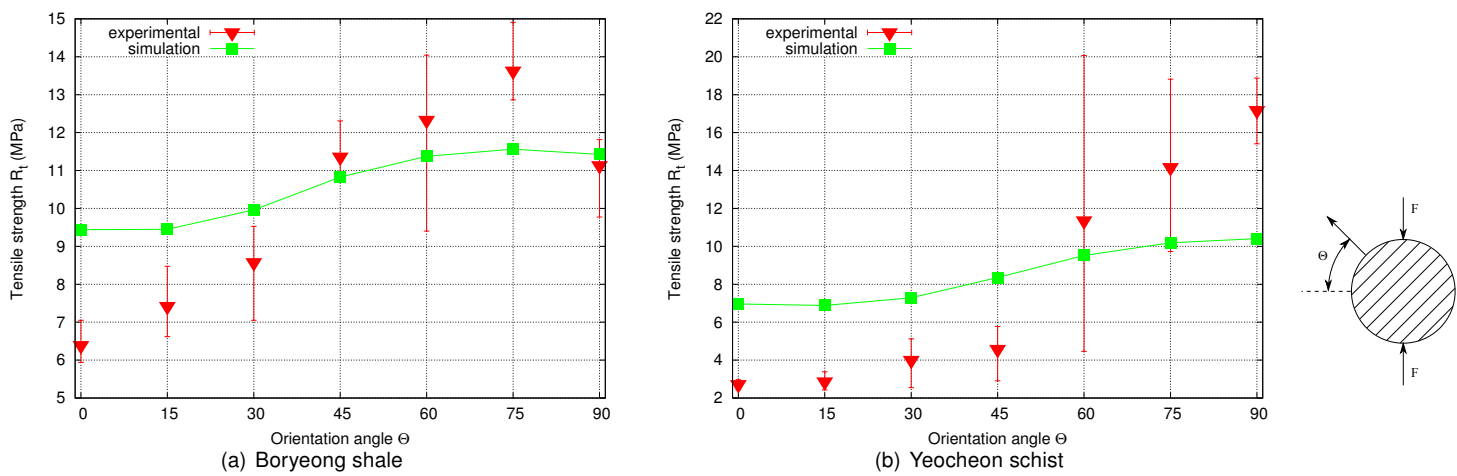 experimental
simulation
Tensile strength Rt (MPa)
15
14
13
12
11
10
9
8
7
6
5
0 15 30 45 60 75 90
Orientation angle Θ
(a) Boryeong shale
experimental
simulation
Tensile strength Rt (MPa)
22
20
18
16
14
12
10
8
6
4
2
0 15 30 45 60 75 90
Orientation angle Θ
(b) Yeocheon schist
F
Θ
F